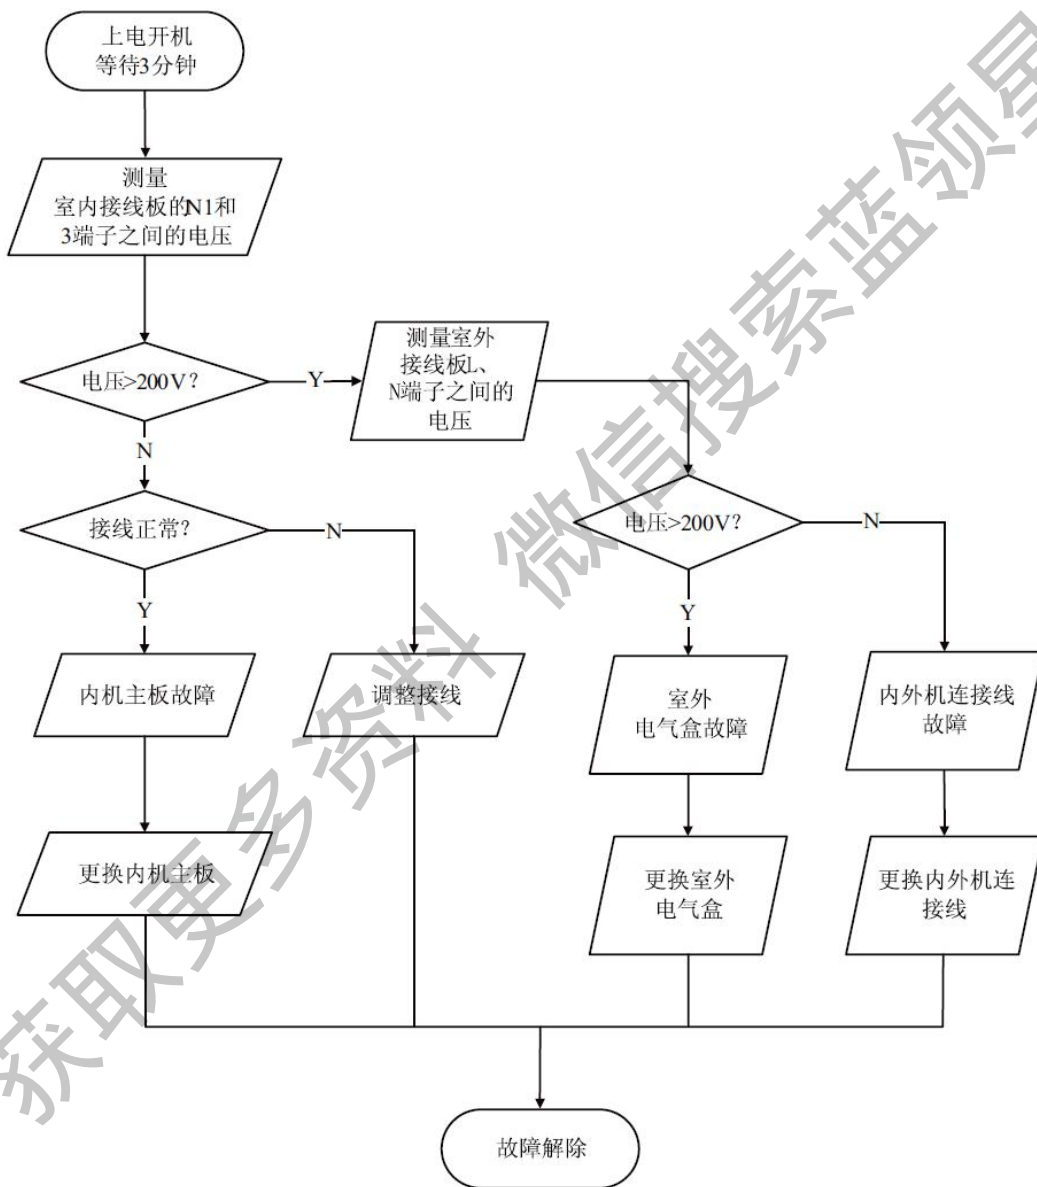 上电开机
等待3分钟
测量
室内接线板的N1和
3端子之间的电压
电压>200V?
Y
测量室外
接线板L、
N端子之间的
电压
N
接线正常?
N
电压>200V?
N
Y
Y
内机主板故障
调整接线
室外
电气盒故障
内外机连接线
故障
更换内机主板
更换室外
电气盒
更换内外机连
接线
故障解除
获取更多资料 微信搜索蓝领星